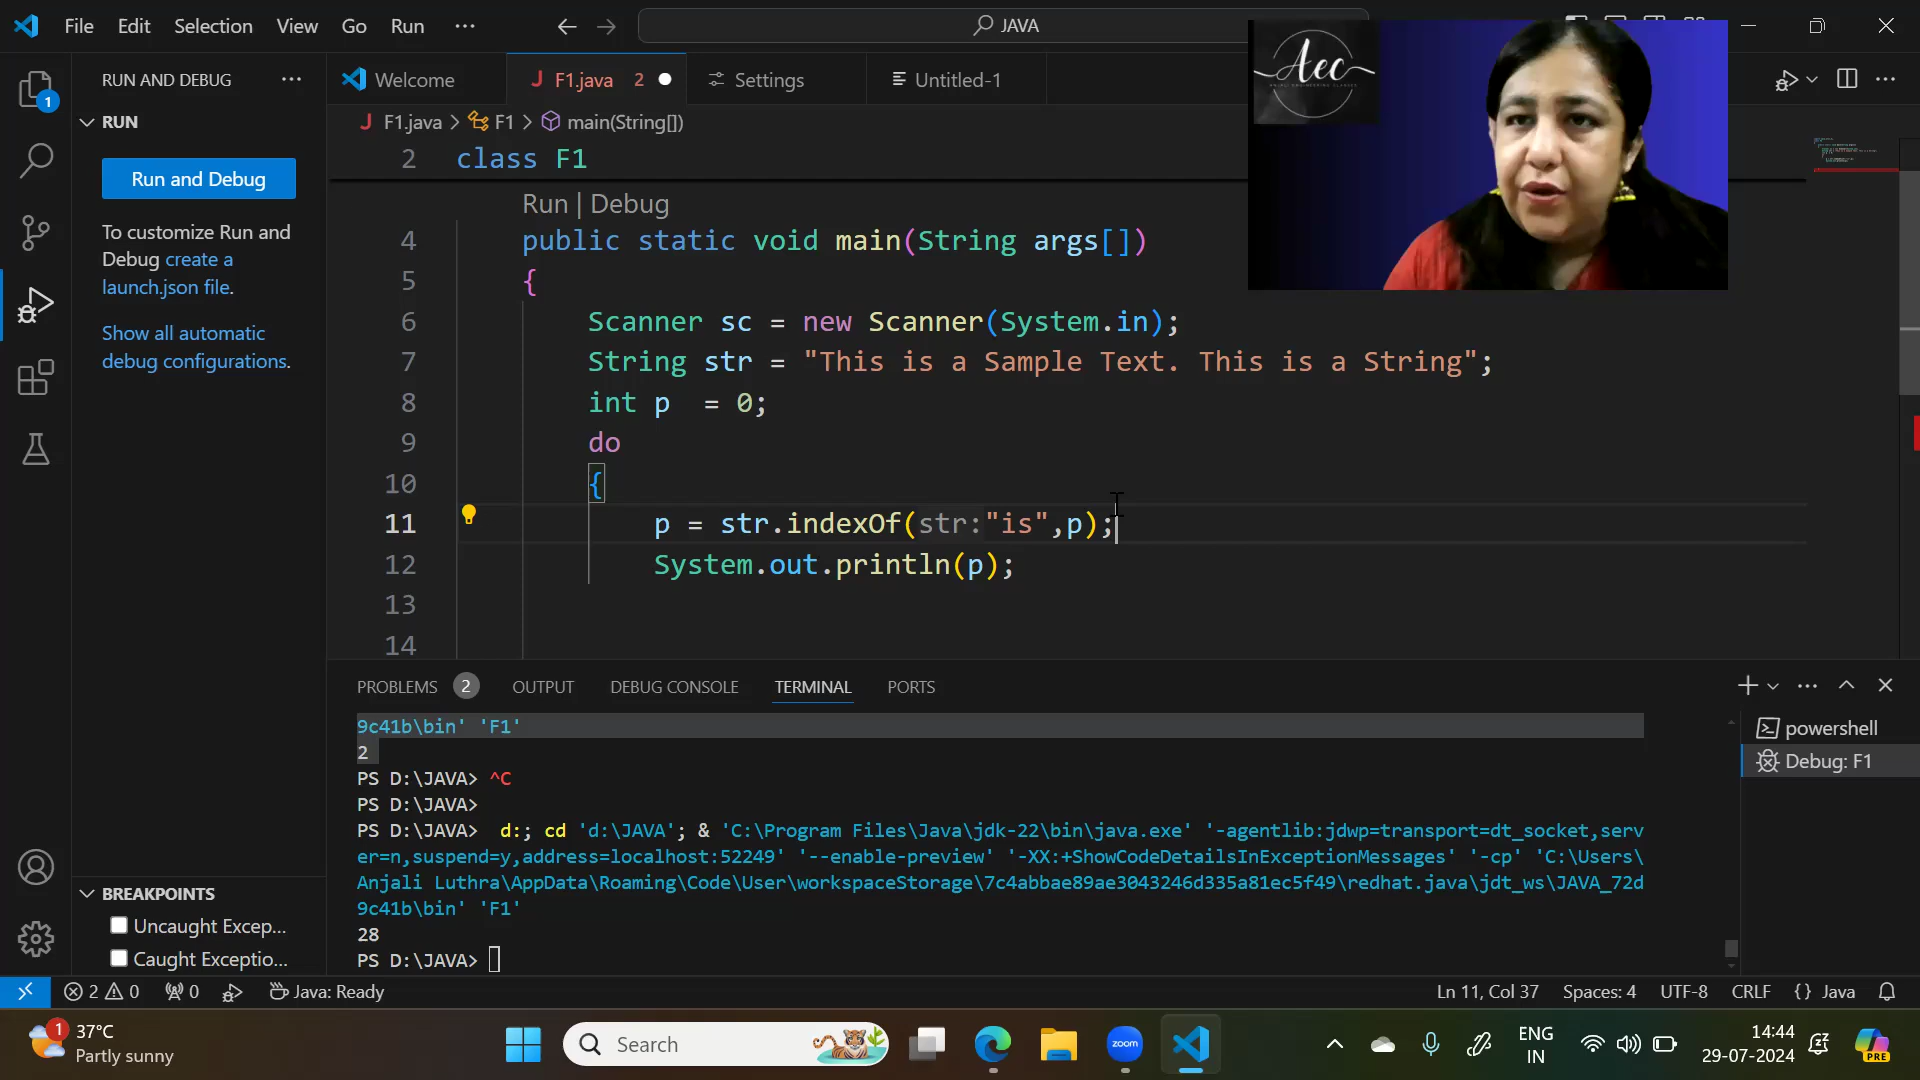 File Edit Selection View Go Run ... JAVA
RUN AND DEBUG ...
Welcome F1.java 2 Settings Untitled-1
Aec
RUN
F1.java > F1 > main(String[])
2 class F1
Run and Debug
Run | Debug
To customize Run and
Debug create a
launch.json file.
Show all automatic
debug configurations.
4 public static void main(String args[])
5 {
6 Scanner sc = new Scanner(System.in);
7 String str = "This is a Sample Text. This is a String";
8 int p = 0;
9 do
10 {
11 p = str.indexOf(str:"is",p);
12 System.out.println(p);
13
14
PROBLEMS 2 OUTPUT DEBUG CONSOLE TERMINAL PORTS
9c41b\bin' 'F1'
2
PS D:\JAVA> ^C
PS D:\JAVA>
PS D:\JAVA> d:; cd 'd:\JAVA'; & 'C:\Program Files\Java\jdk-22\bin\java.exe' '-agentlib:jdwp=transport=dt_socket,serv
er=n,suspend=y,address=localhost:52249' '--enable-preview' '-XX:+ShowCodeDetailsInExceptionMessages' '-cp' 'C:\Users\
Anjali Luthra\AppData\Roaming\Code\User\workspaceStorage\7c4abbae89ae3043246d335a81ec5f49\redhat.java\jdt_ws\JAVA_72d
9c41b\bin' 'F1'
28
PS D:\JAVA>
powershell
Debug: F1
BREAKPOINTS
Uncaught Excep...
Caught Exceptio...
1
2 0 0 Java: Ready
Ln 11, Col 37 Spaces: 4 UTF-8 CRLF {} Java
1 37°C
Partly sunny
Search
zoom
ENG
IN
14:44
29-07-2024
PRE